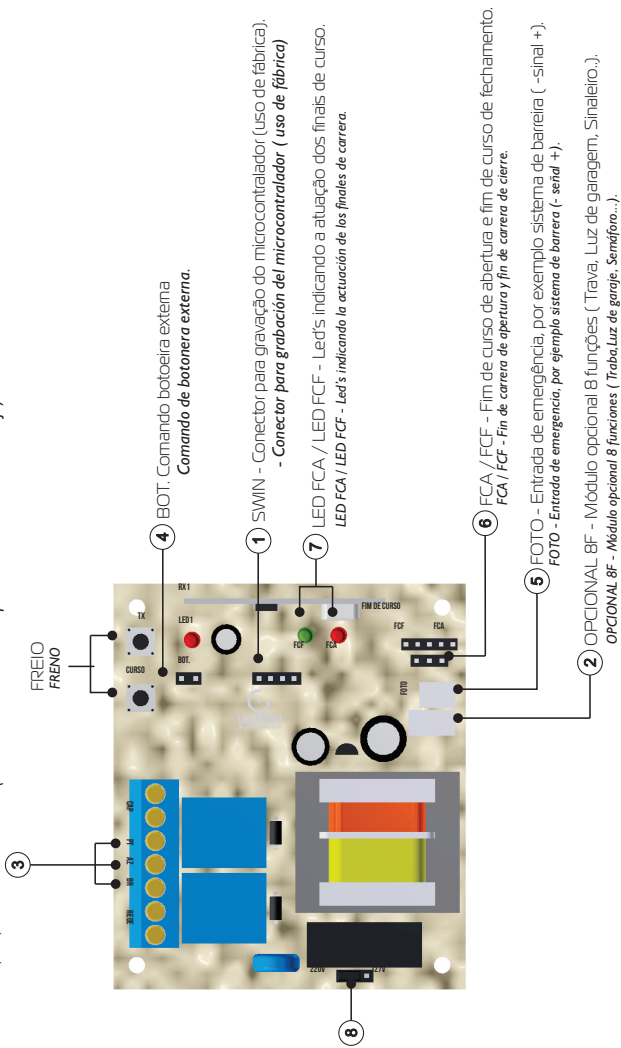 FREIO
FRENO
3
4 BOT. Comando botoeira externa
Comando de botonera externa.
1 SWIN - Conector para gravação do microcontralador (uso de fábrica).
- Conector para grabación del microcontralador ( uso de fábrica)
7 LED FCA / LED FCF - Led's indicando a atuação dos finais de curso.
LED FCA / LED FCF - Led's indicando la actuación de los finales de carrera.
6 FCA / FCF - Fim de curso de abertura e fim de curso de fechamento.
FCA / FCF - Fin de carrera de apertura y fin de carrera de cierre.
5 FOTO - Entrada de emergência, por exemplo sistema de barreira ( -sinal +).
FOTO - Entrada de emergencia, por ejemplo sistema de barrera (- señal +).
2 OPCIONAL 8F - Módulo opcional 8 funções ( Trava, Luz de garagem, Sinaleiro..).
OPCIONAL 8F - Módulo opcional 8 funciones ( Traba,Luz de garaje, Semáforo...).
8
REDE
BR
AZ
PT
CAP
CURSO
TX
BOT.
LED1
RX1
FCF
FCA
FIM DE CURSO
FCF
FCA
FOTO
220V